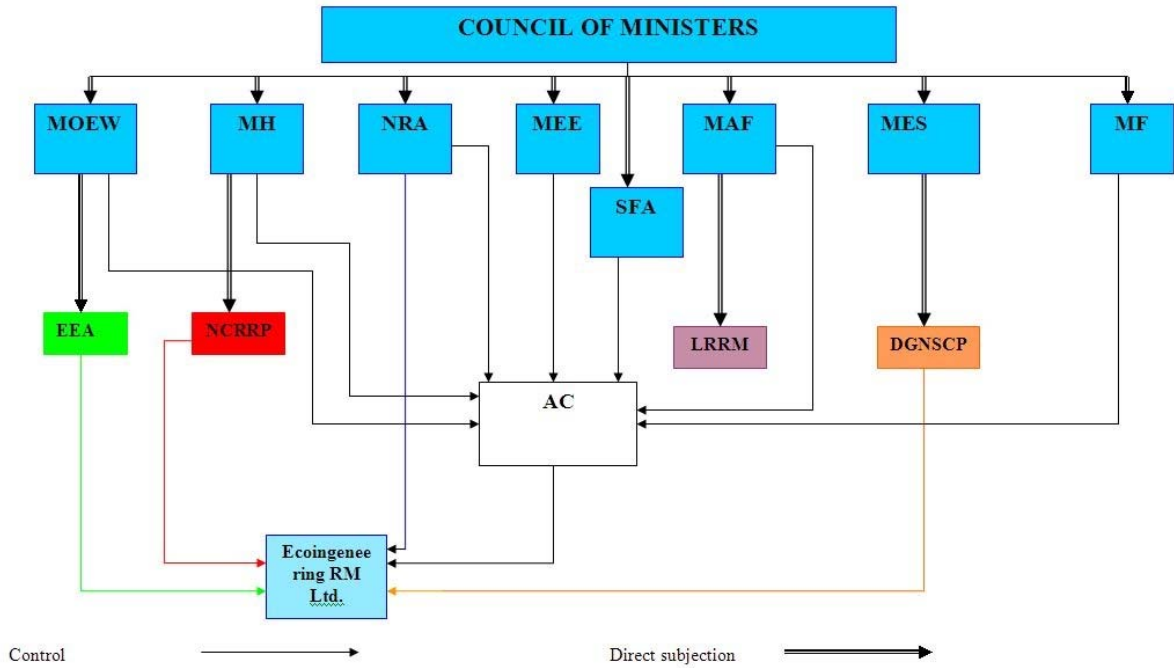 COUNCIL OF MINISTERS
MOEW
MH
NRA
MEE
MAF
MES
MF
SFA
EEA
NCRRP
LRRM
DGNSCP
AC
Ecoingenee
ring RM
Ltd.
Control
Direct subjection